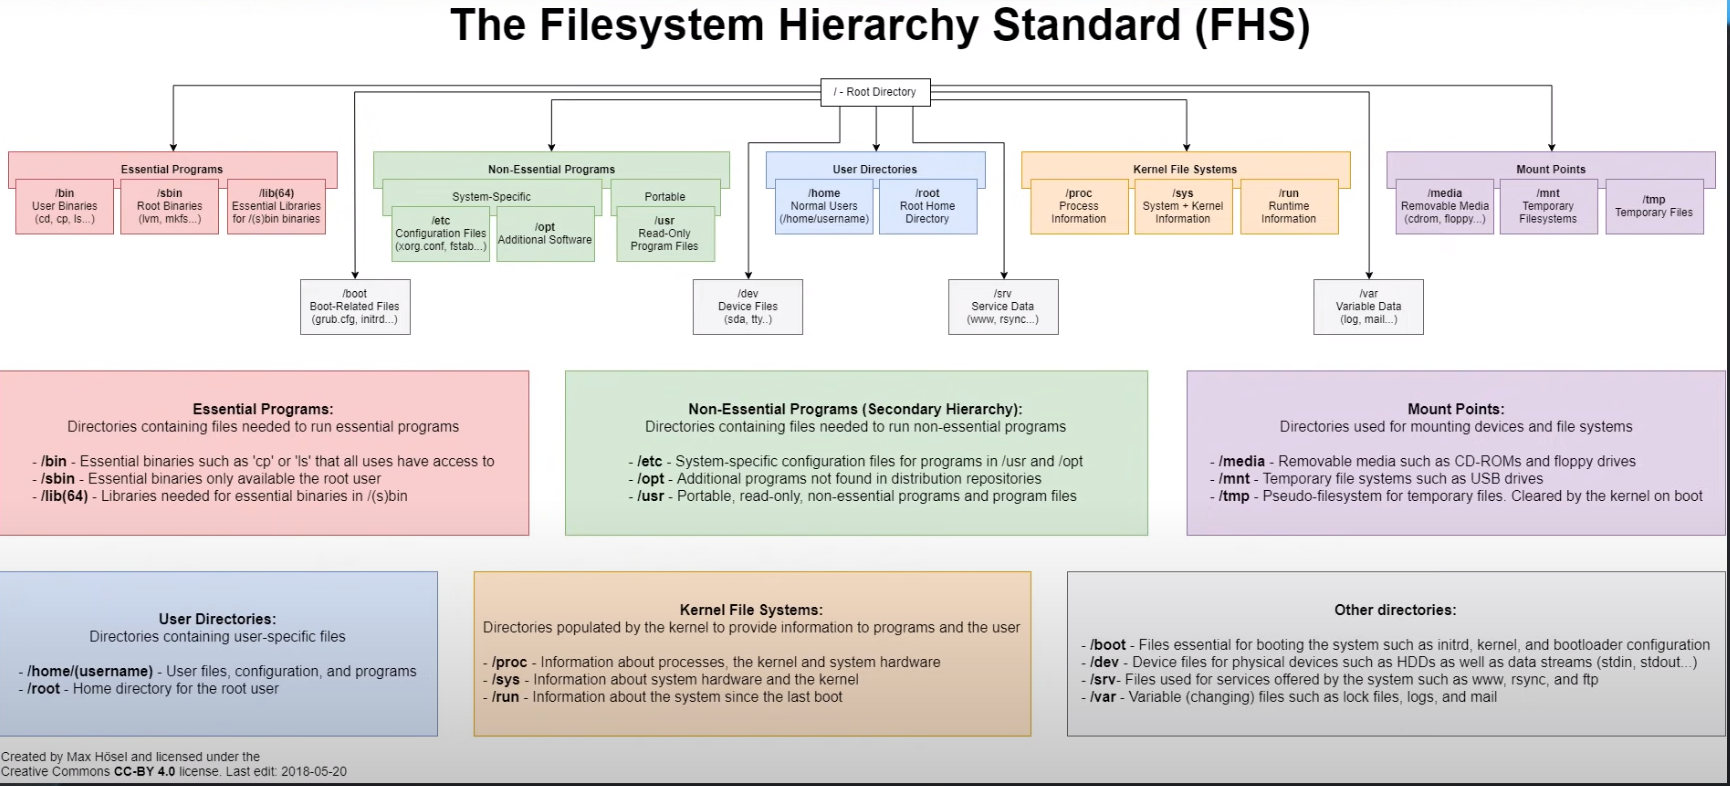 The Filesystem Hierarchy Standard (FHS)
/ - Root Directory
Essential Programs
/bin
User Binaries
(cd, cp, ls...)
/sbin
Root Binaries
(lvm, mkfs...)
/lib(64)
Essential Libraries
for /(s)bin binaries
Non-Essential Programs
System-Specific
/etc
Configuration Files
(xorg.conf, fstab...)
/opt
Additional Software
Portable
/usr
Read-Only
Program Files
User Directories
/home
Normal Users
(/home/username)
/root
Root Home
Directory
Kernel File Systems
/proc
Process
Information
/sys
System + Kernel
Information
/run
Runtime
Information
Mount Points
/media
Removable Media
(cdrom, floppy...)
/mnt
Temporary
Filesystems
/tmp
Temporary Files
/boot
Boot-Related Files
(grub.cfg, initrd...)
/dev
Device Files
(sda, tty..)
/srv
Service Data
(www, rsync...)
/var
Variable Data
(log, mail...)
Essential Programs:
Directories containing files needed to run essential programs
- /bin - Essential binaries such as 'cp' or 'ls' that all uses have access to
- /sbin - Essential binaries only available the root user
- /lib(64) - Libraries needed for essential binaries in /(s)bin
Non-Essential Programs (Secondary Hierarchy):
Directories containing files needed to run non-essential programs
- /etc - System-specific configuration files for programs in /usr and /opt
- /opt - Additional programs not found in distribution repositories
- /usr - Portable, read-only, non-essential programs and program files
Mount Points:
Directories used for mounting devices and file systems
- /media - Removable media such as CD-ROMs and floppy drives
- /mnt - Temporary file systems such as USB drives
- /tmp - Pseudo-filesystem for temporary files. Cleared by the kernel on boot
User Directories:
Directories containing user-specific files
- /home/(username) - User files, configuration, and programs
- /root - Home directory for the root user
Kernel File Systems:
Directories populated by the kernel to provide information to programs and the user
- /proc - Information about processes, the kernel and system hardware
- /sys - Information about system hardware and the kernel
- /run - Information about the system since the last boot
Other directories:
- /boot - Files essential for booting the system such as initrd, kernel, and bootloader configuration
- /dev - Device files for physical devices such as HDDs as well as data streams (stdin, stdout...)
- /srv- Files used for services offered by the system such as www, rsync, and ftp
- /var - Variable (changing) files such as lock files, logs, and mail
Created by Max Hösel and licensed under the
Creative Commons CC-BY 4.0 license. Last edit: 2018-05-20